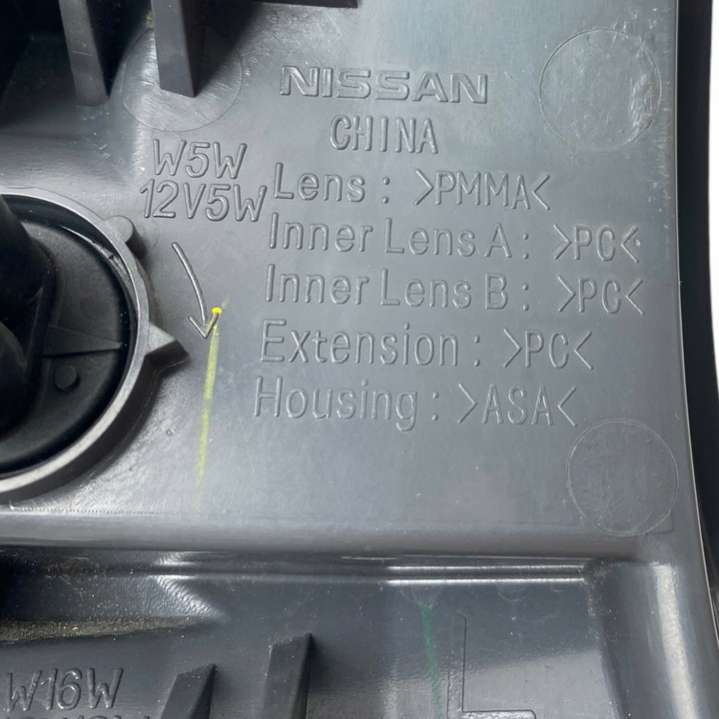 NISSAN
CHINA
W5W
12V5W
Lens : >PMMA<
Inner Lens A : >PC<
Inner Lens B : >PC<
Extension : >PC<
Housing : >ASA<
W16W
L